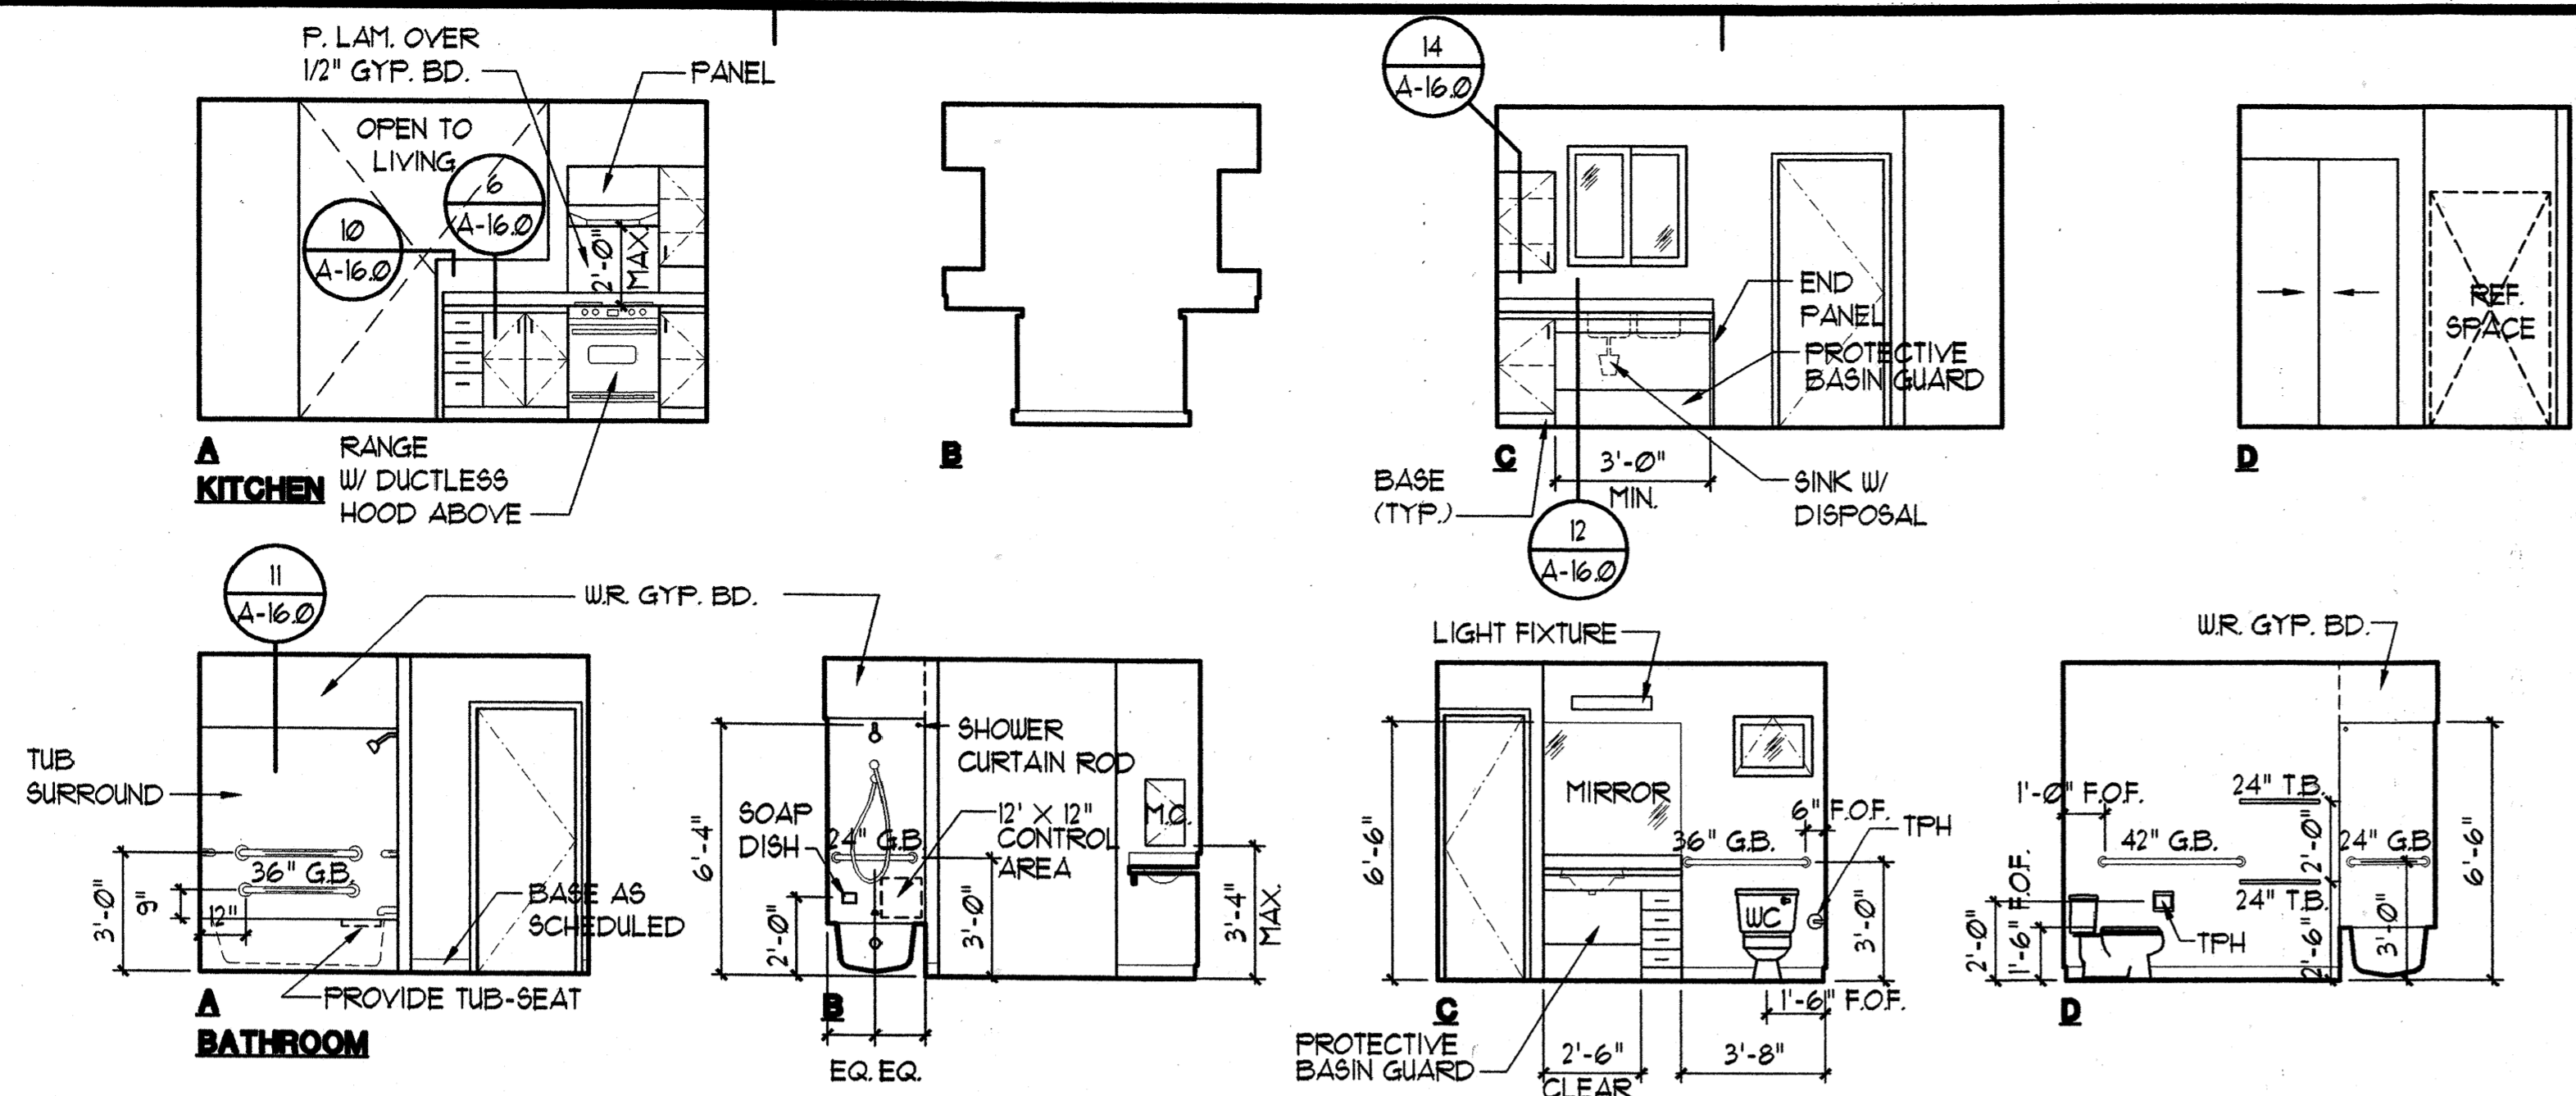 P. LAM. OVER
1/2" GYP. BD.
PANEL
OPEN TO
LIVING
6
A-16.0
10
A-16.0
2'-0"
MAX.
A
KITCHEN
RANGE
W/ DUCTLESS
HOOD ABOVE
B
14
A-16.0
END
PANEL
PROTECTIVE
BASIN GUARD
C
3'-0"
MIN.
BASE
(TYP.)
SINK W/
DISPOSAL
12
A-16.0
REF.
SPACE
D
11
A-16.0
W.R. GYP. BD.
TUB
SURROUND
36" G.B.
3'-0"
9"
12"
BASE AS
SCHEDULED
A
BATHROOM
PROVIDE TUB-SEAT
SHOWER
CURTAIN ROD
6'-4"
SOAP
DISH
24" G.B.
12' X 12"
CONTROL
AREA
M.C.
2'-0"
3'-0"
3'-4"
MAX.
B
EQ. EQ.
LIGHT FIXTURE
6'-6"
MIRROR
6" F.O.F.
36" G.B.
TPH
WC
3'-0"
C
1'-6" F.O.F.
PROTECTIVE
BASIN GUARD
2'-6"
CLEAR
3'-8"
W.R. GYP. BD.
1'-0" F.O.F.
24" T.B.
42" G.B.
2'-0"
24" G.B
24" T.B.
2'-0"
1'-6" F.O.F.
TPH
2'-6"
3'-0"
6'-6"
D